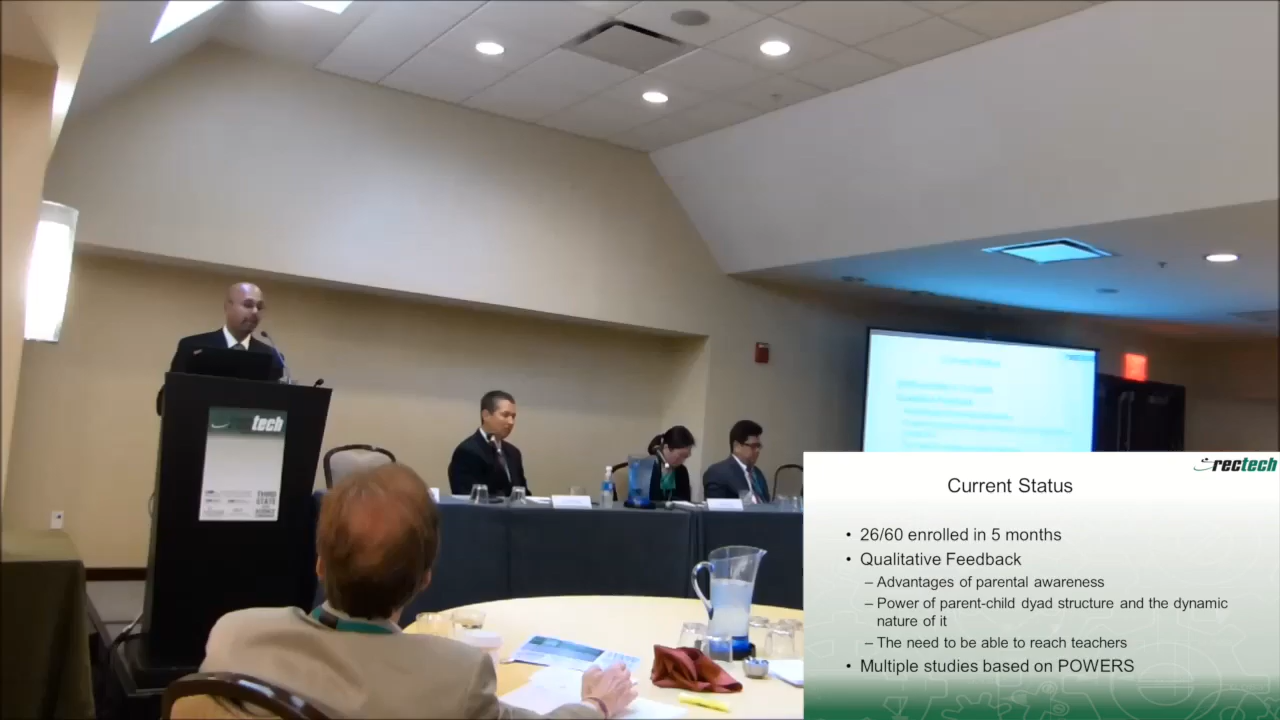 tech
THIRD
STATE
rectech
Current Status
• 26/60 enrolled in 5 months
• Qualitative Feedback
– Advantages of parental awareness
– Power of parent-child dyad structure and the dynamic
nature of it
– The need to be able to reach teachers
• Multiple studies based on POWERS